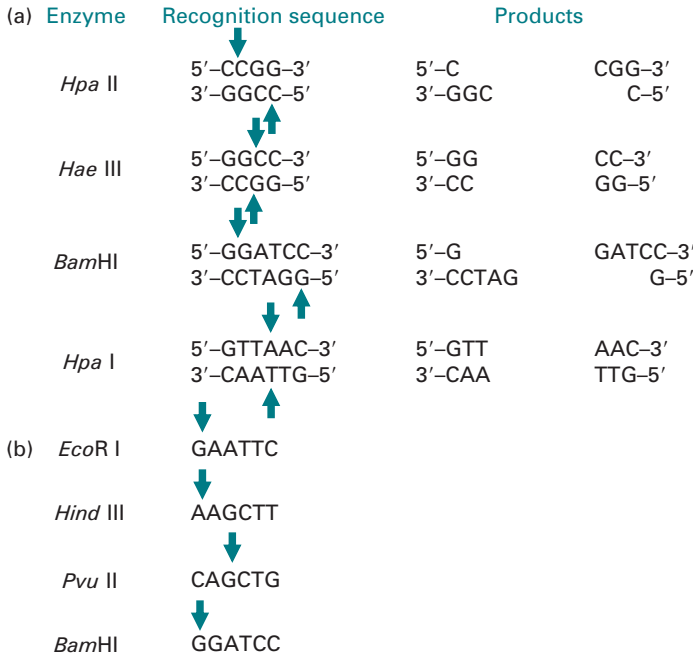 (a) Enzyme Recognition sequence Products
5′–CCGG–3′ 5′–C CGG–3′
Hpa II
3′–GGCC–5′ 3′–GGC C–5′
5′–GGCC–3′ 5′–GG CC–3′
Hae III
3′–CCGG–5′ 3′–CC GG–5′
5′–GGATCC–3′ 5′–G GATCC–3′
BamHI
3′–CCTAGG–5′ 3′–CCTAG G–5′
5′–GTTAAC–3′ 5′–GTT AAC–3′
Hpa I
3′–CAATTG–5′ 3′–CAA TTG–5′
(b) EcoR I GAATTC
Hind III AAGCTT
Pvu II CAGCTG
BamHI GGATCC